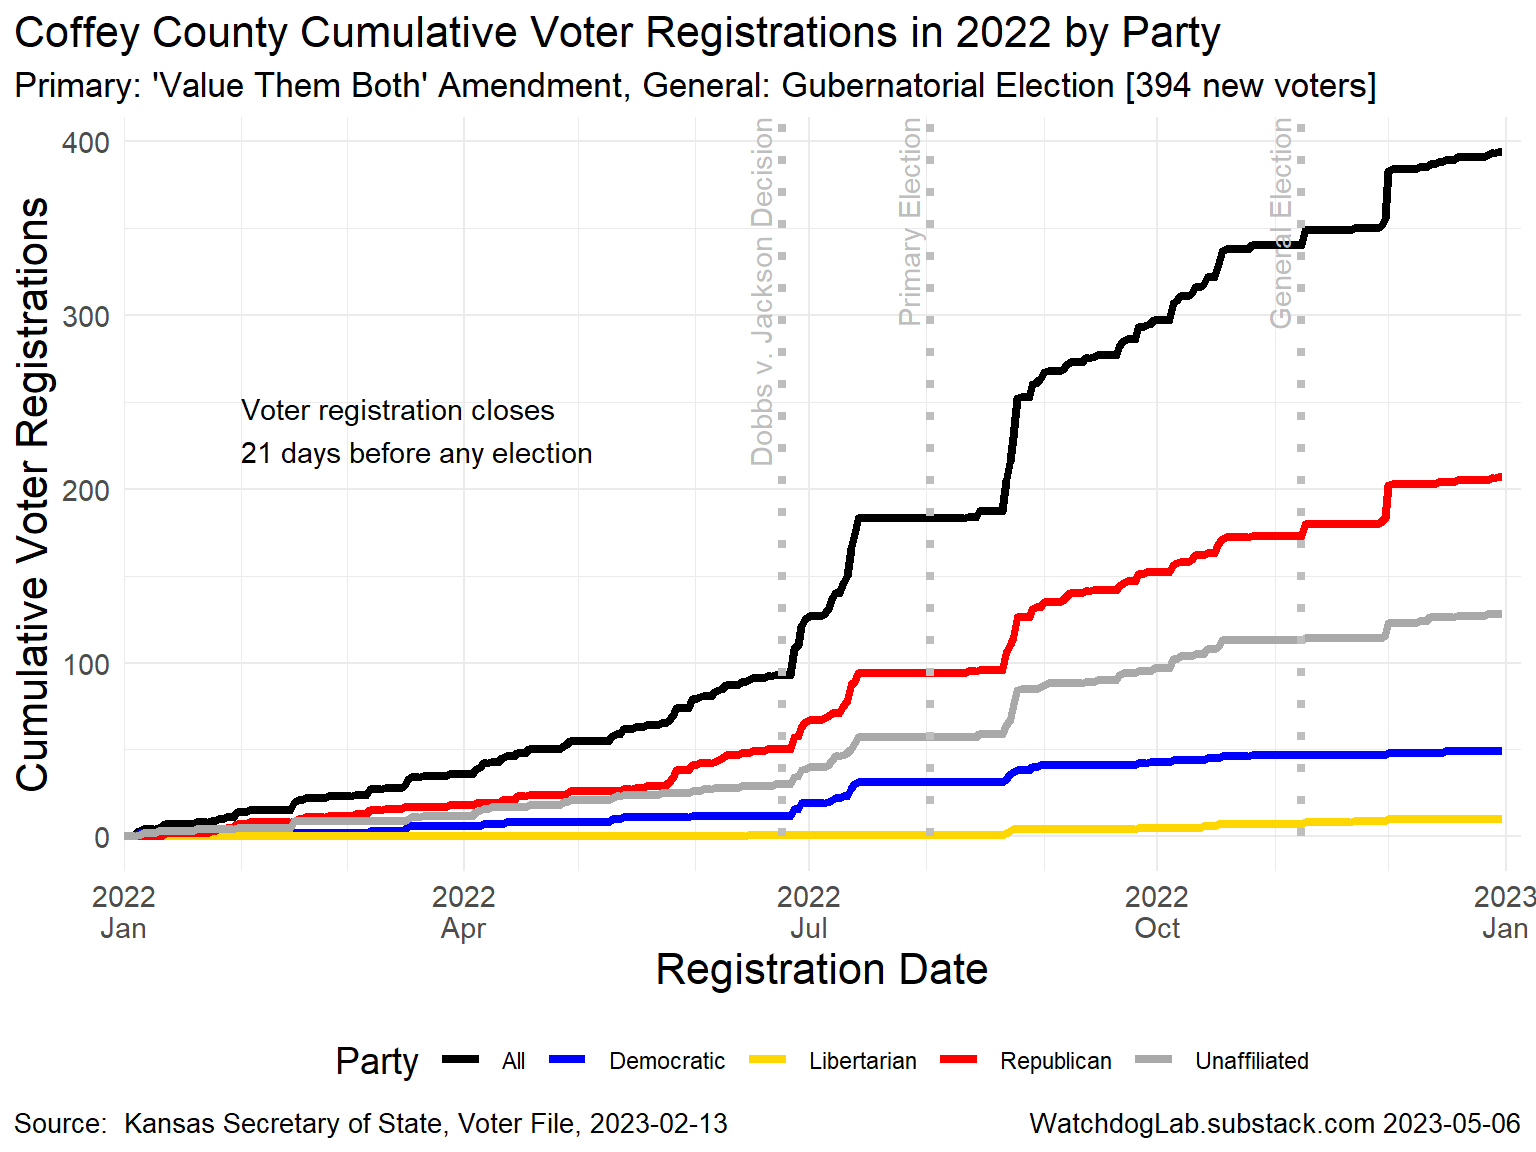 Coffey County Cumulative Voter Registrations in 2022 by Party
Primary: 'Value Them Both' Amendment, General: Gubernatorial Election [394 new voters]
Cumulative Voter Registrations
400
300
200
100
0
Dobbs v. Jackson Decision
Primary Election
General Election
Voter registration closes
21 days before any election
2022 2022 2022 2022 2023
Jan Apr Jul Oct Jan
Registration Date
Party All Democratic Libertarian Republican Unaffiliated
Source:  Kansas Secretary of State, Voter File, 2023-02-13
WatchdogLab.substack.com 2023-05-06